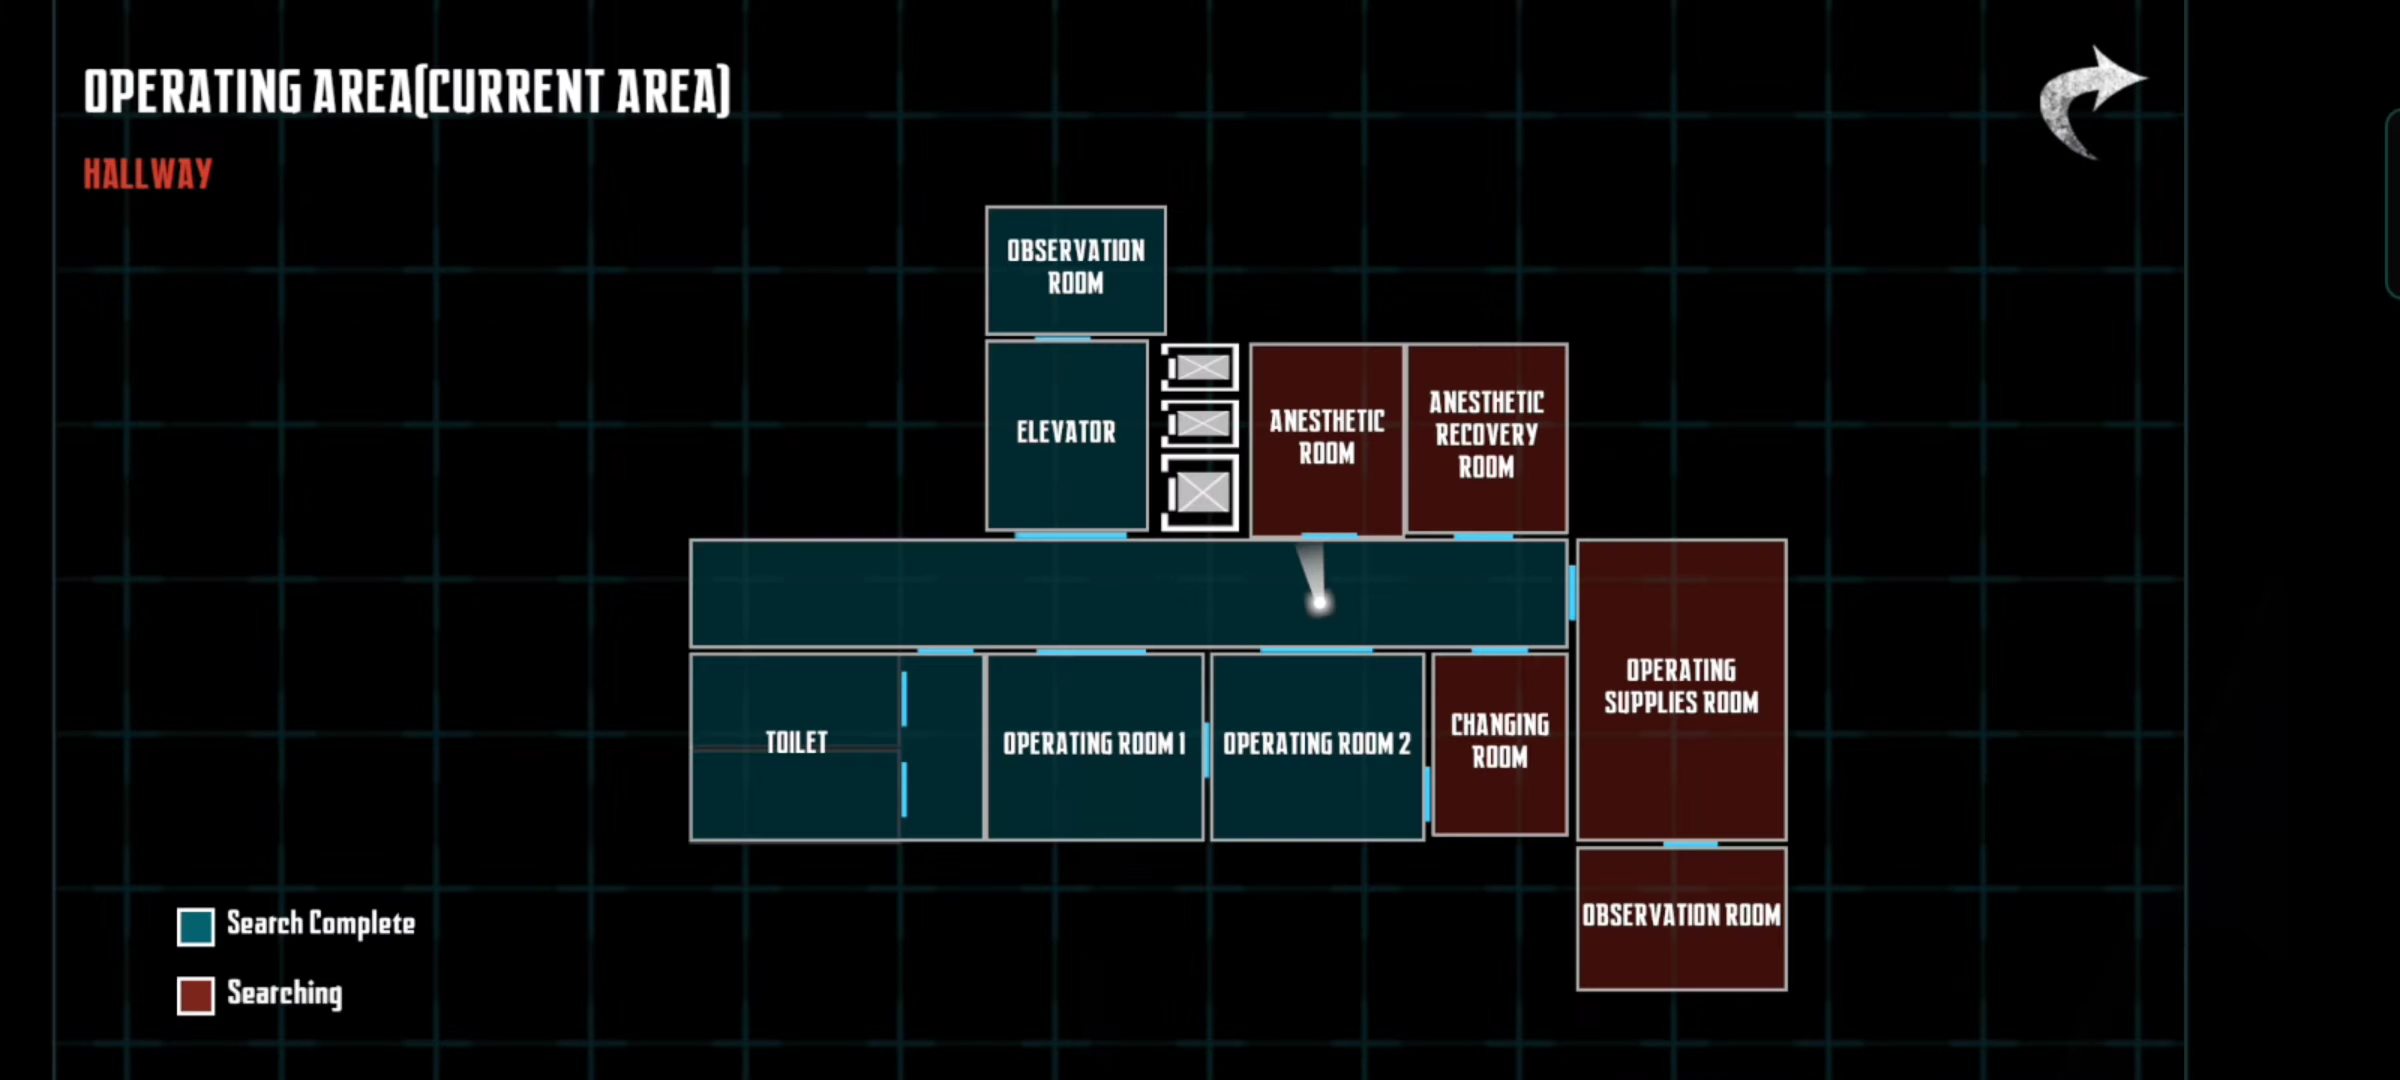 OPERATING AREA(CURRENT AREA)
HALLWAY
OBSERVATION
ROOM
ELEVATOR
ANESTHETIC
ROOM
ANESTHETIC
RECOVERY
ROOM
OPERATING
SUPPLIES ROOM
TOILET
OPERATING ROOM 1
OPERATING ROOM 2
CHANGING
ROOM
OBSERVATION ROOM
Search Complete
Searching